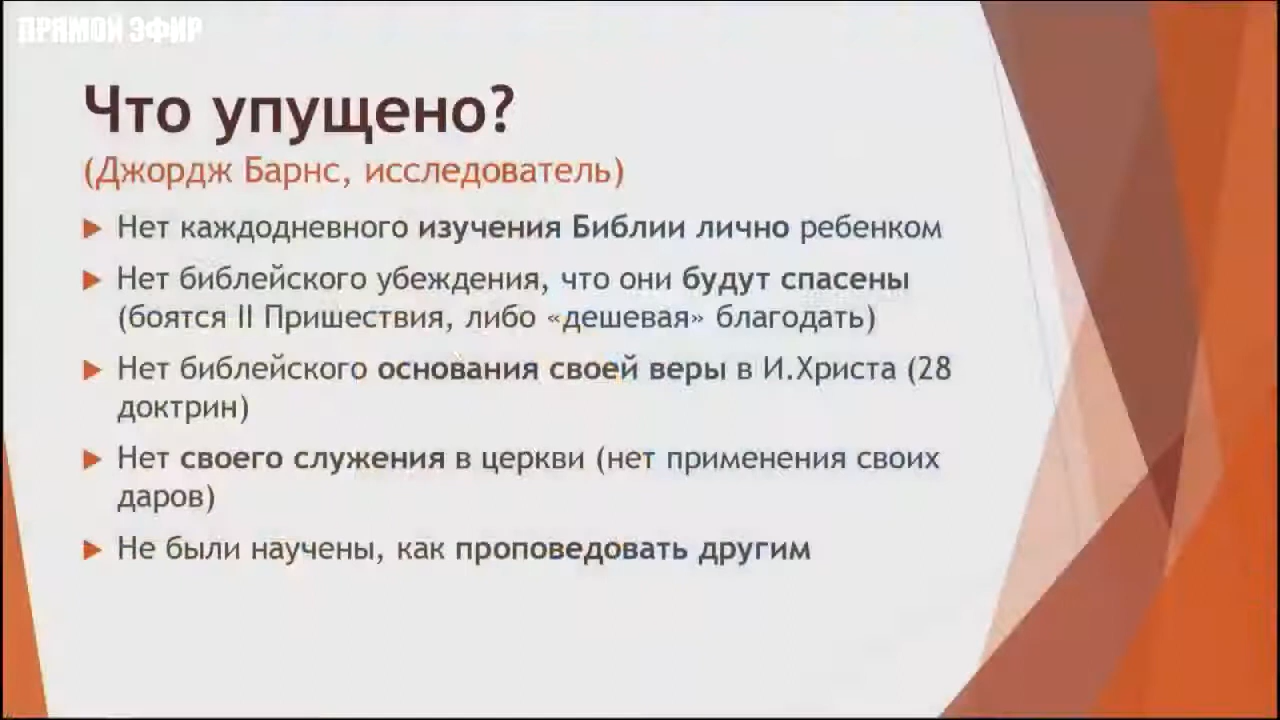 ПРЯМОЙ ЭФИР
Что упущено?
(Джордж Барнс, исследователь)
Нет каждодневного изучения Библии лично ребенком
Нет библейского убеждения, что они будут спасены
(боятся II Пришествия, либо «дешевая» благодать)
Нет библейского основания своей веры в И.Христа (28
доктрин)
Нет своего служения в церкви (нет применения своих
даров)
Не были научены, как проповедовать другим